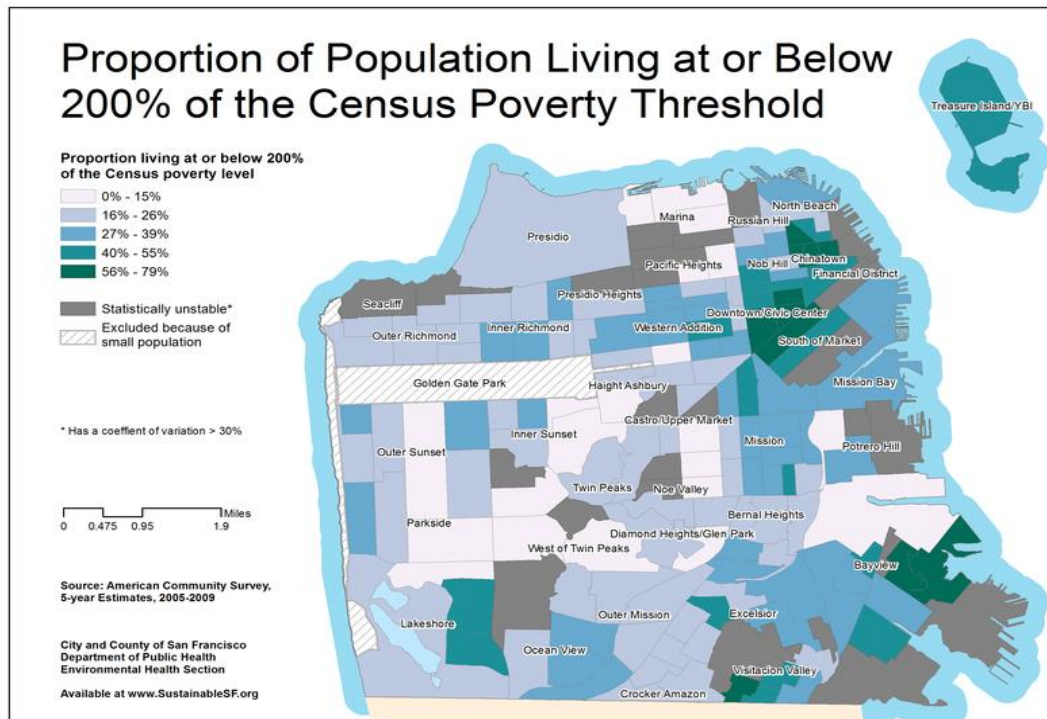 Proportion of Population Living at or Below
200% of the Census Poverty Threshold
Treasure Island/YBI
Proportion living at or below 200%
of the Census poverty level
0% - 15%
16% - 26%
27% - 39%
40% - 55%
56% - 79%
Statistically unstable*
Excluded because of
small population
* Has a coeffient of variation > 30%
0 0.475 0.95 1.9
Miles
Source: American Community Survey,
5-year Estimates, 2005-2009
City and County of San Francisco
Department of Public Health
Environmental Health Section
Available at www.SustainableSF.org
North Beach
Marina
Russian Hill
Presidio
Chinatown
Nob Hill
Pacific Heights
Financial District
Seacliff
Presidio Heights
Downtown/Civic Center
Inner Richmond
Western Addition
Outer Richmond
South of Market
Golden Gate Park
Haight Ashbury
Mission Bay
Castro/Upper Market
Inner Sunset
Mission
Potrero Hill
Outer Sunset
Twin Peaks
Noe Valley
Bernal Heights
Parkside
Diamond Heights/Glen Park
West of Twin Peaks
Bayview
Lakeshore
Outer Mission
Excelsior
Ocean View
Visitacion Valley
Crocker Amazon